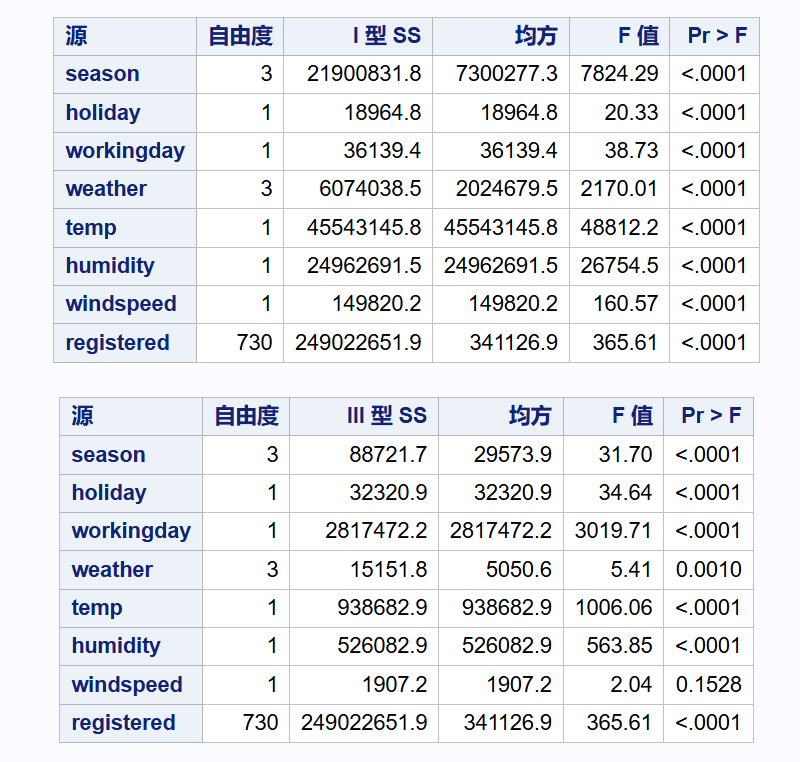 源 自由度 I 型 SS 均方 F 值 Pr > F
season 3 21900831.8 7300277.3 7824.29 <.0001
holiday 1 18964.8 18964.8 20.33 <.0001
workingday 1 36139.4 36139.4 38.73 <.0001
weather 3 6074038.5 2024679.5 2170.01 <.0001
temp 1 45543145.8 45543145.8 48812.2 <.0001
humidity 1 24962691.5 24962691.5 26754.5 <.0001
windspeed 1 149820.2 149820.2 160.57 <.0001
registered 730 249022651.9 341126.9 365.61 <.0001
源 自由度 III 型 SS 均方 F 值 Pr > F
season 3 88721.7 29573.9 31.70 <.0001
holiday 1 32320.9 32320.9 34.64 <.0001
workingday 1 2817472.2 2817472.2 3019.71 <.0001
weather 3 15151.8 5050.6 5.41 0.0010
temp 1 938682.9 938682.9 1006.06 <.0001
humidity 1 526082.9 526082.9 563.85 <.0001
windspeed 1 1907.2 1907.2 2.04 0.1528
registered 730 249022651.9 341126.9 365.61 <.0001